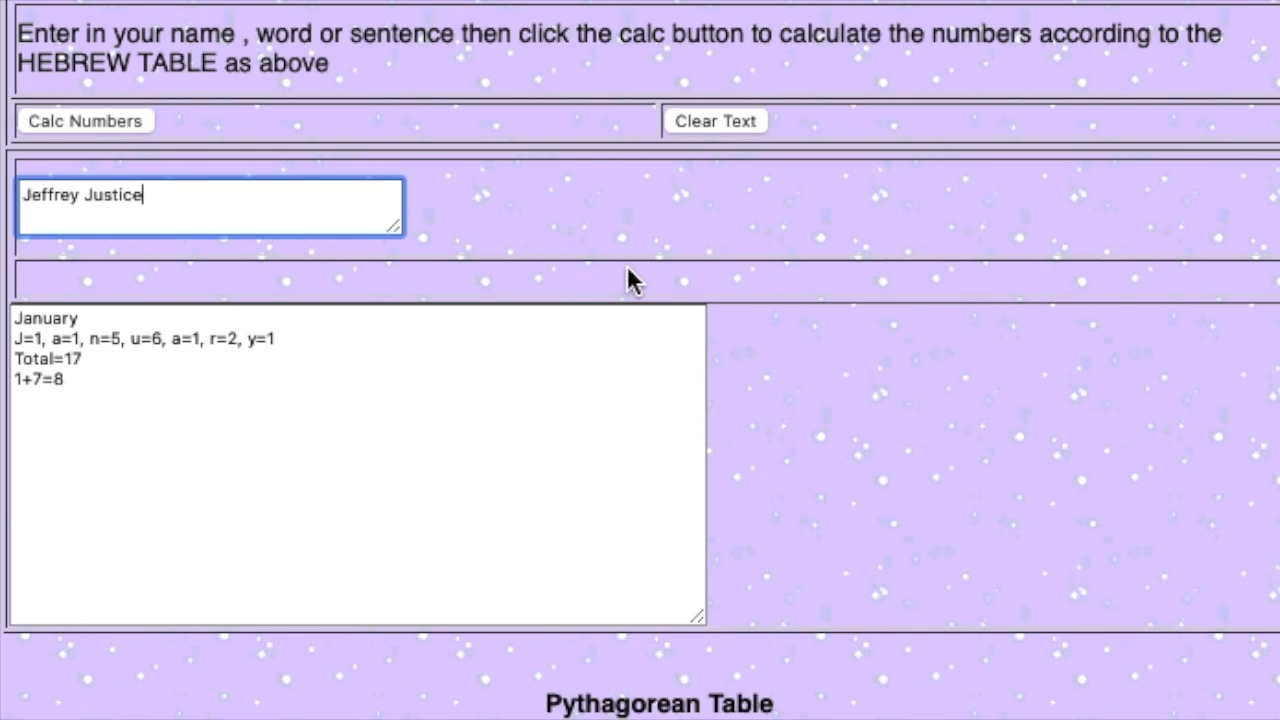 Enter in your name , word or sentence then click the calc button to calculate the numbers according to the
HEBREW TABLE as above
Calc Numbers
Clear Text
Jeffrey Justice
January
J=1, a=1, n=5, u=6, a=1, r=2, y=1
Total=17
1+7=8
Pythagorean Table